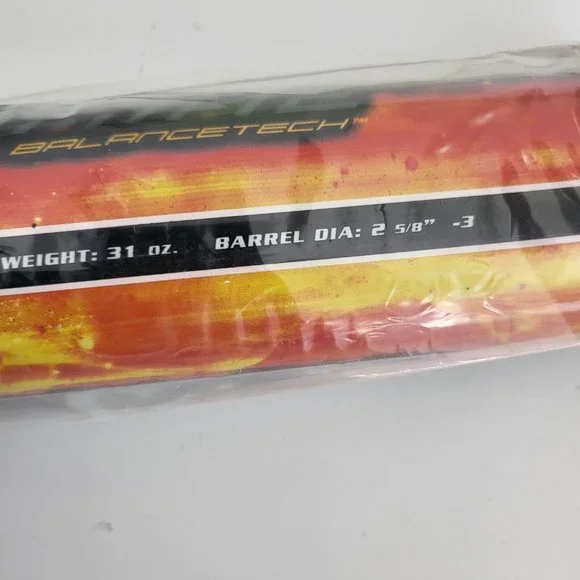 BALANCETECH™
WEIGHT: 31 OZ. BARREL DIA: 2 5/8" -3